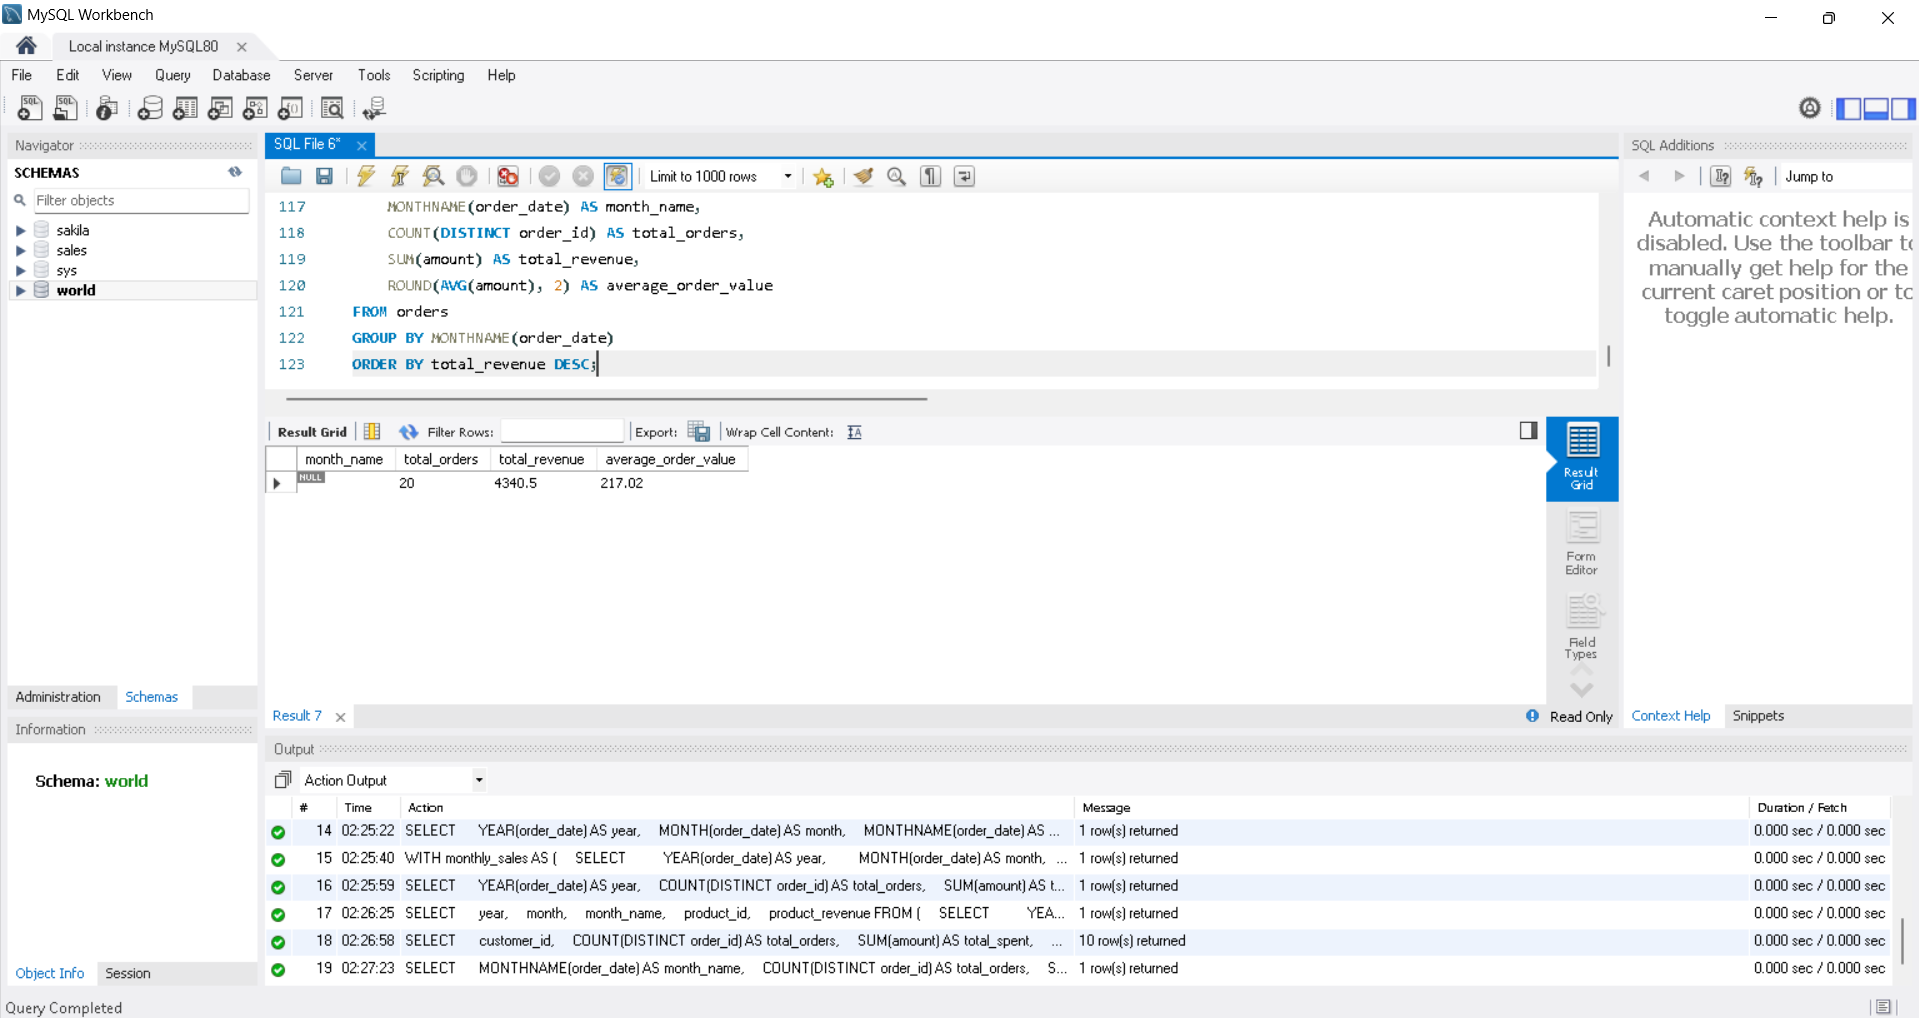 MySQL Workbench
Local instance MySQL80
File Edit View Query Database Server Tools Scripting Help
Navigator
SCHEMAS
Filter objects
sakila
sales
sys
world
Administration Schemas
Information
Schema: world
Object Info Session
Query Completed
SQL File 6*
Limit to 1000 rows
117 MONTHNAME(order_date) AS month_name,
118 COUNT(DISTINCT order_id) AS total_orders,
119 SUM(amount) AS total_revenue,
120 ROUND(AVG(amount), 2) AS average_order_value
121 FROM orders
122 GROUP BY MONTHNAME(order_date)
123 ORDER BY total_revenue DESC;
Result Grid Filter Rows: Export: Wrap Cell Content:
month_name total_orders total_revenue average_order_value
NULL 20 4340.5 217.02
Result Grid
Form Editor
Field Types
Result 7
Read Only
SQL Additions
Jump to
Automatic context help is
disabled. Use the toolbar to
manually get help for the
current caret position or to
toggle automatic help.
Context Help Snippets
Output
Action Output
# Time Action Message Duration / Fetch
14 02:25:22 SELECT YEAR(order_date) AS year, MONTH(order_date) AS month, MONTHNAME(order_date) AS ... 1 row(s) returned 0.000 sec / 0.000 sec
15 02:25:40 WITH monthly_sales AS ( SELECT YEAR(order_date) AS year, MONTH(order_date) AS month, ... 1 row(s) returned 0.000 sec / 0.000 sec
16 02:25:59 SELECT YEAR(order_date) AS year, COUNT(DISTINCT order_id) AS total_orders, SUM(amount) AS t... 1 row(s) returned 0.000 sec / 0.000 sec
17 02:26:25 SELECT year, month, month_name, product_id, product_revenue FROM ( SELECT YEA... 1 row(s) returned 0.000 sec / 0.000 sec
18 02:26:58 SELECT customer_id, COUNT(DISTINCT order_id) AS total_orders, SUM(amount) AS total_spent, ... 10 row(s) returned 0.000 sec / 0.000 sec
19 02:27:23 SELECT MONTHNAME(order_date) AS month_name, COUNT(DISTINCT order_id) AS total_orders, S... 1 row(s) returned 0.000 sec / 0.000 sec